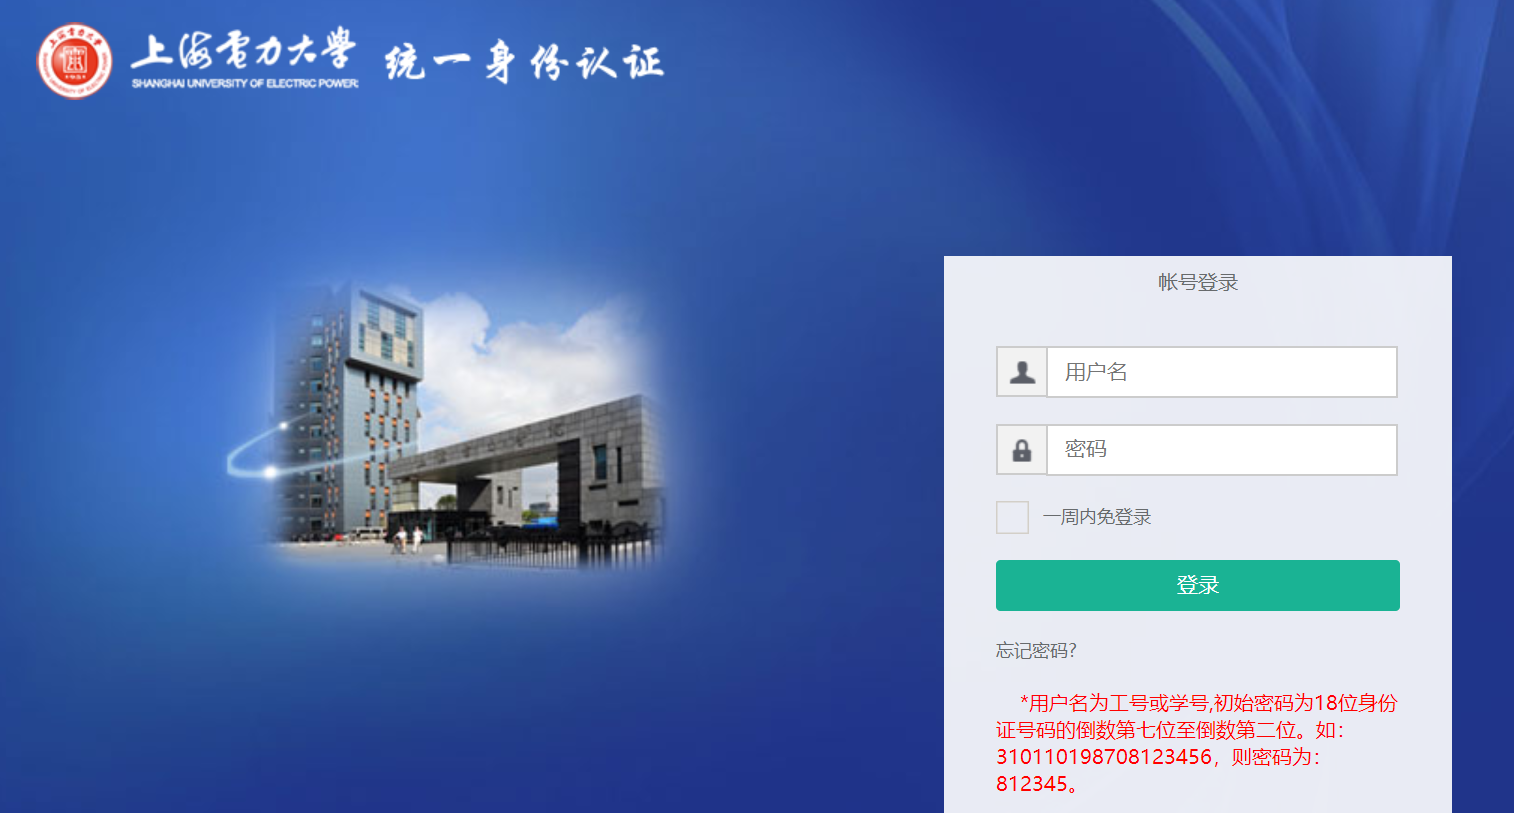 上海电力大学 统一身份认证
SHANGHAI UNIVERSITY OF ELECTRIC POWER
帐号登录
用户名
密码
一周内免登录
登录
忘记密码?
*用户名为工号或学号,初始密码为18位身份
证号码的倒数第七位至倒数第二位。如：
310110198708123456，则密码为：
812345。